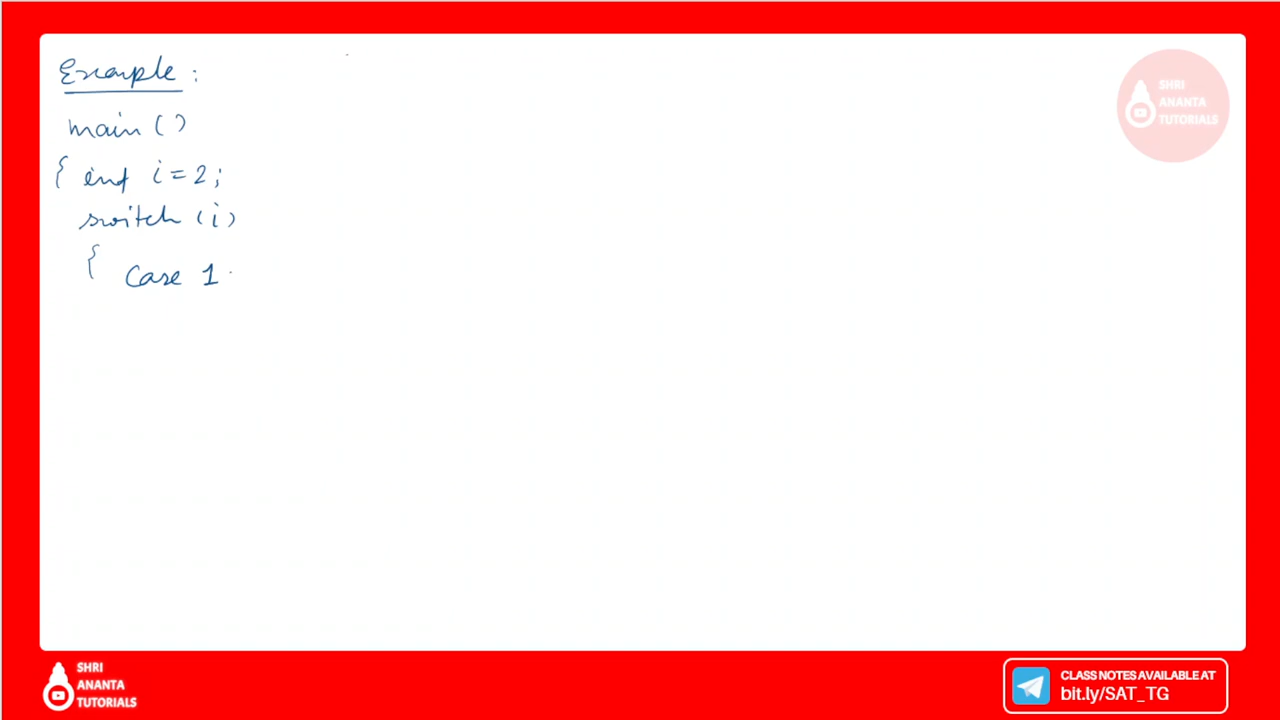 Example :
main ( )
{ int i = 2 ;
switch (i)
{ Case 1
SHRI
ANANTA
TUTORIALS
SHRI
ANANTA
TUTORIALS
CLASS NOTES AVAILABLE AT
bit.ly/SAT_TG